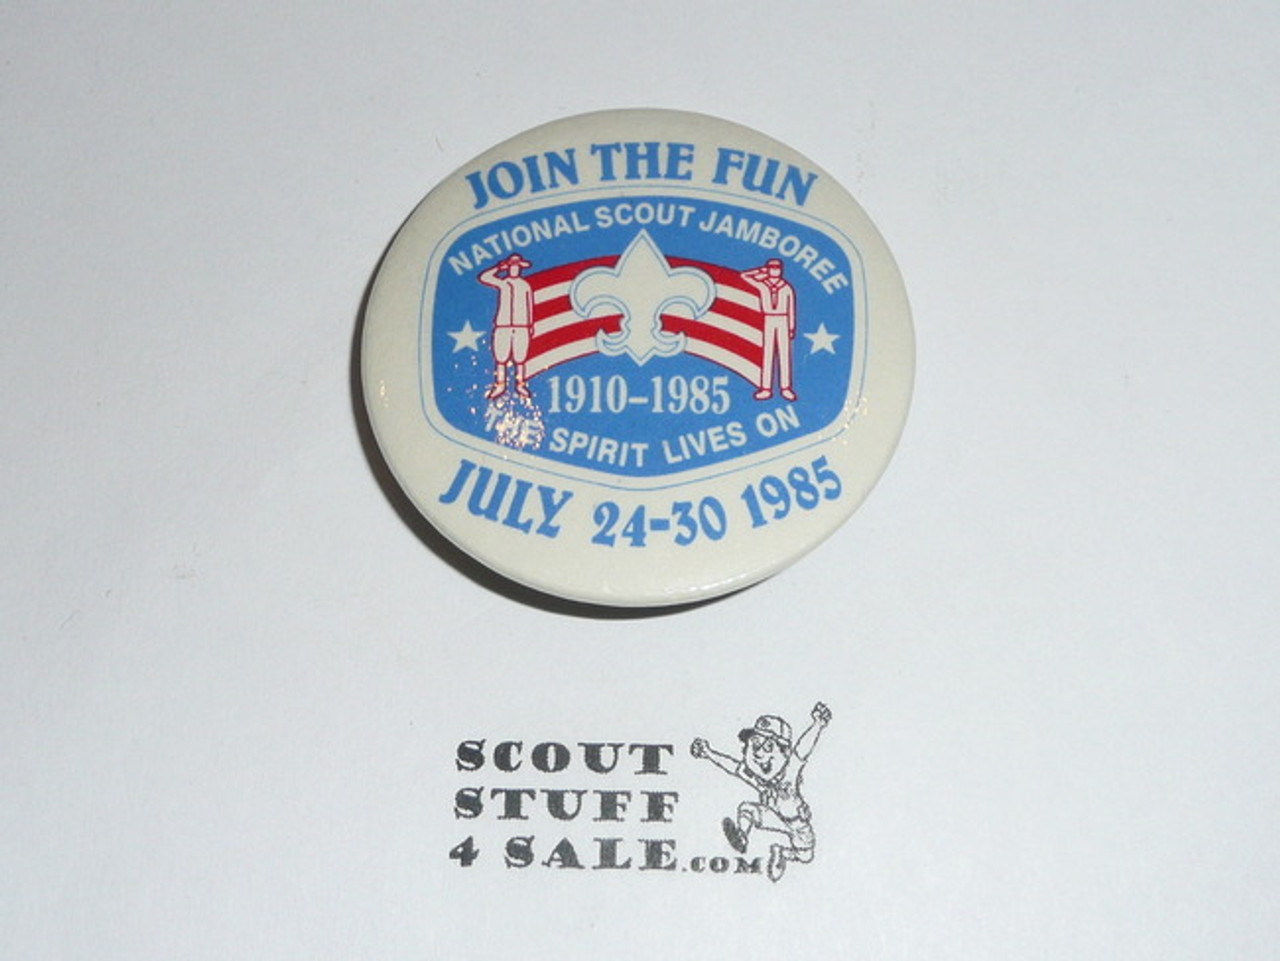 JOIN THE FUN
NATIONAL SCOUT JAMBOREE
1910-1985
THE SPIRIT LIVES ON
JULY 24-30 1985
SCOUT
STUFF
4 SALE.COM